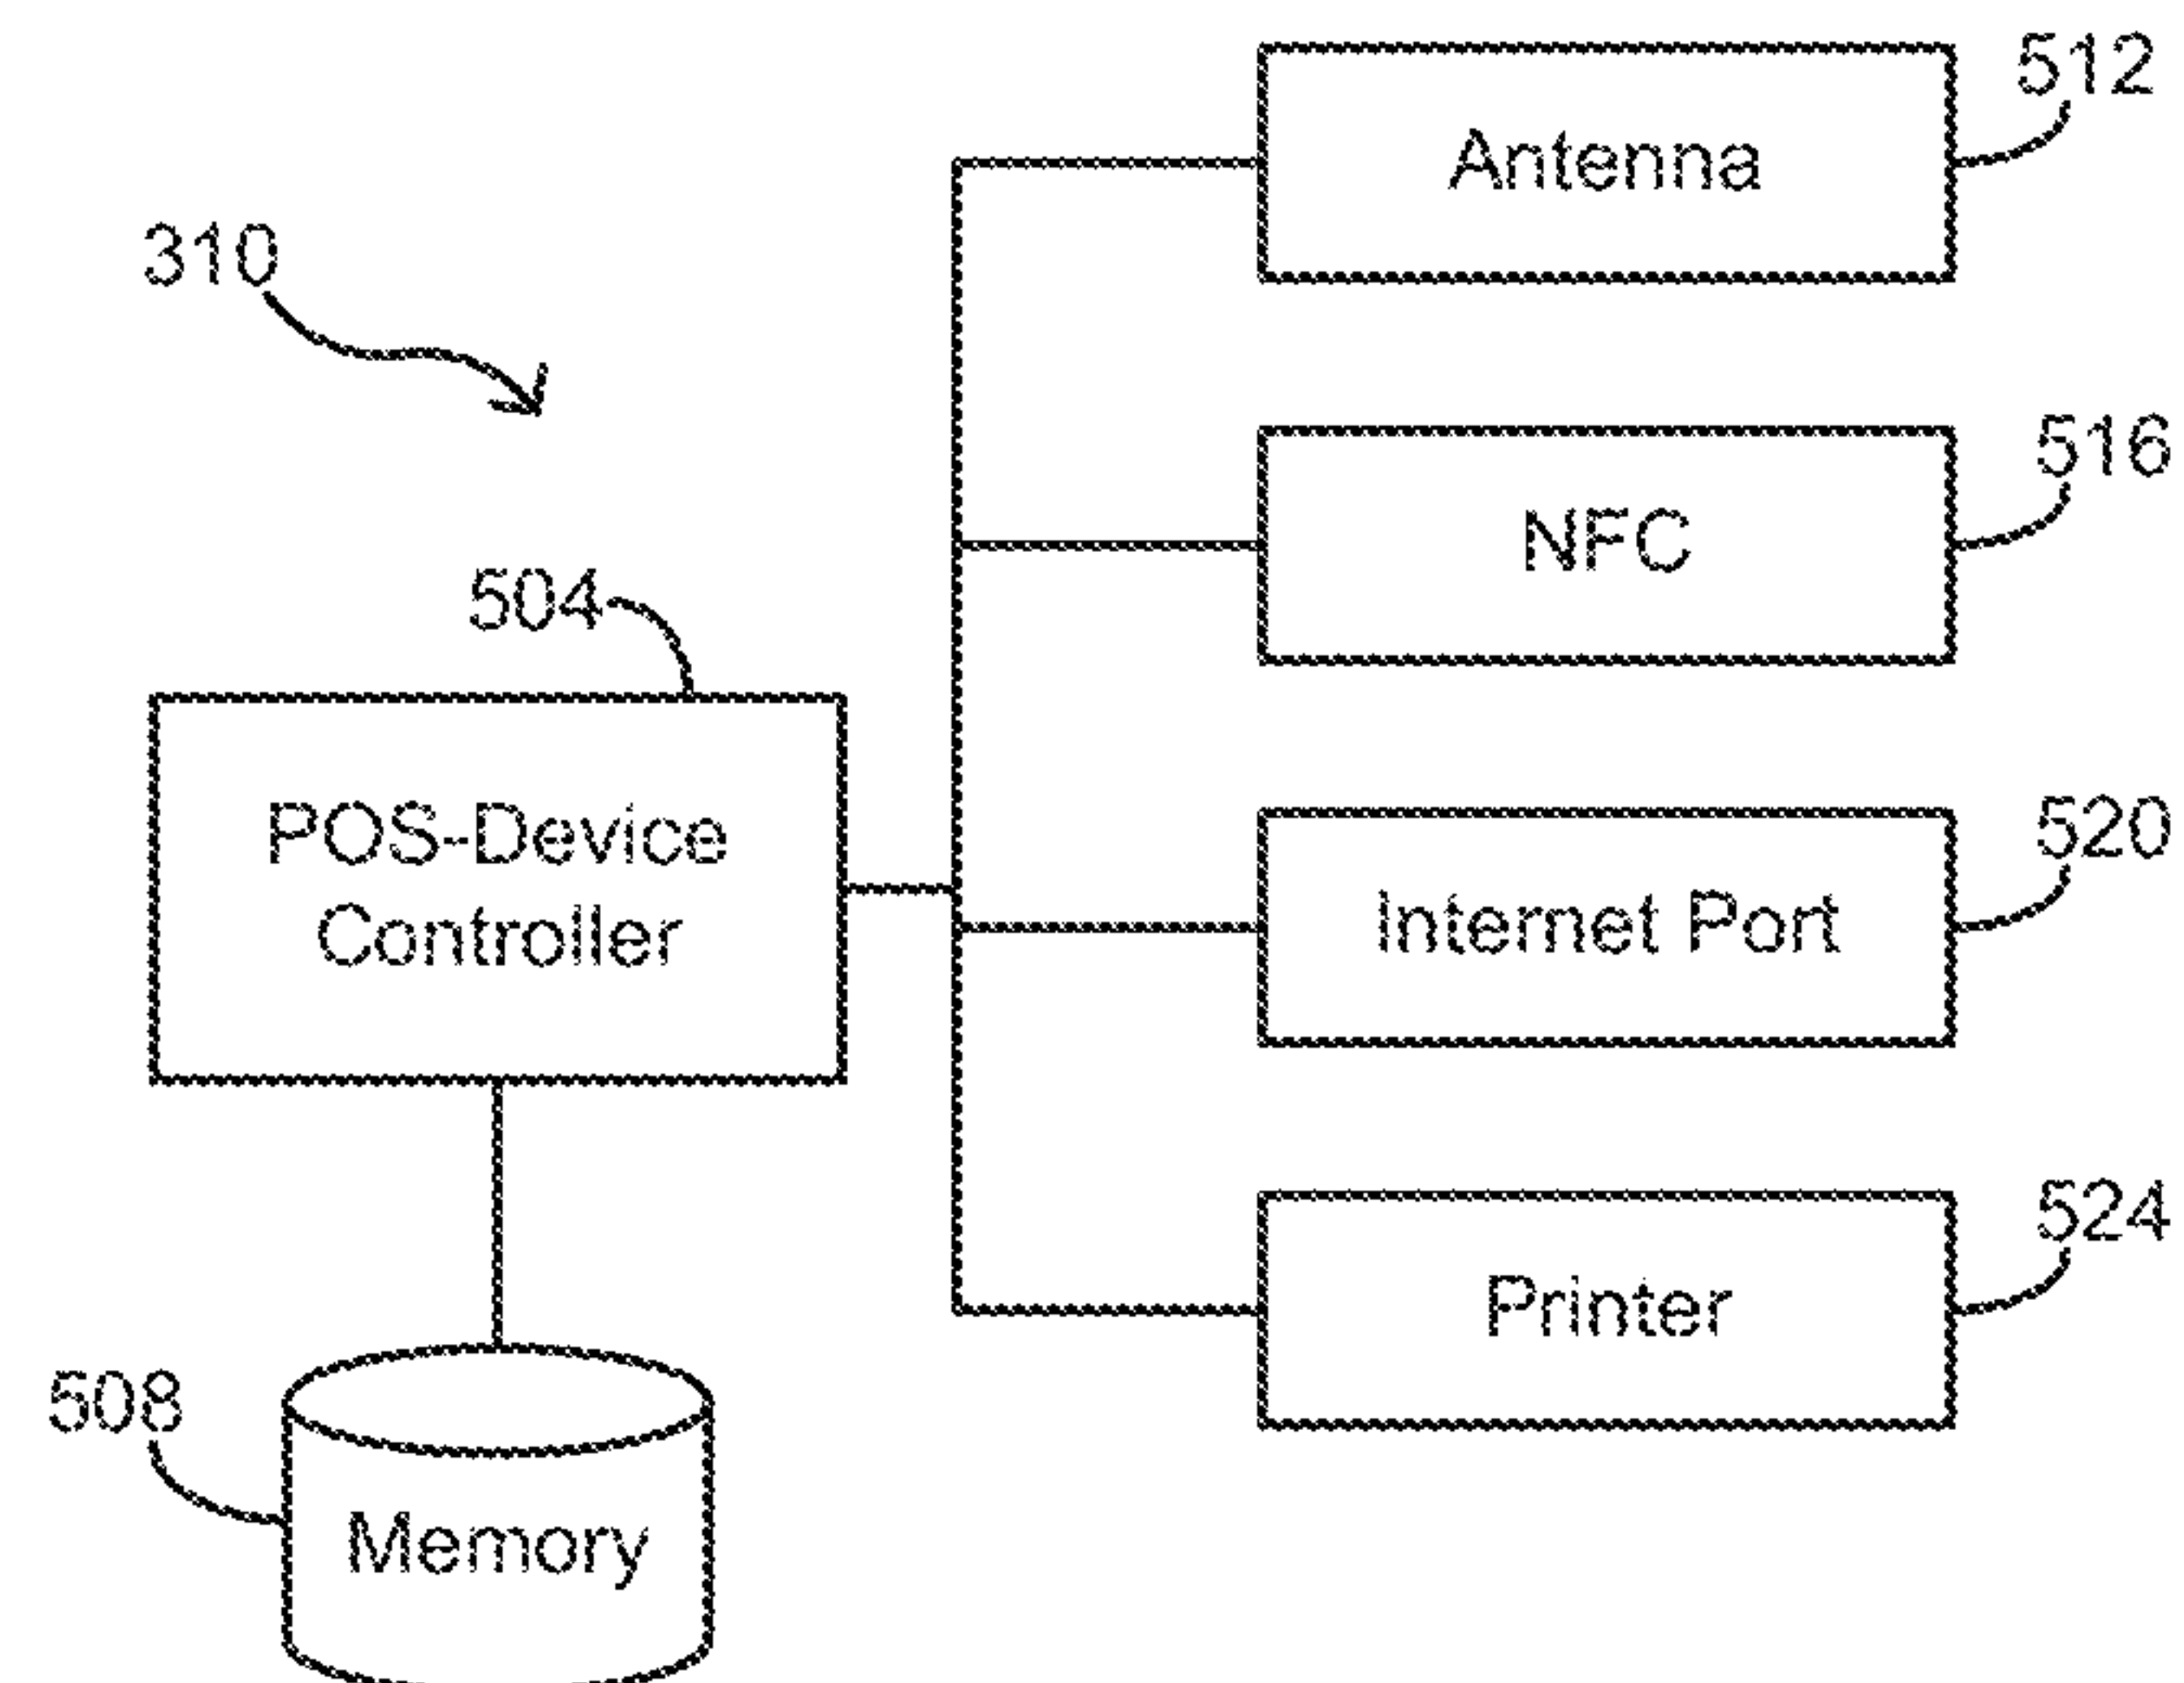 512
Antenna
310
516
NFC
504
POS-Device
Controller
520
Internet Port
524
Printer
508
Memory